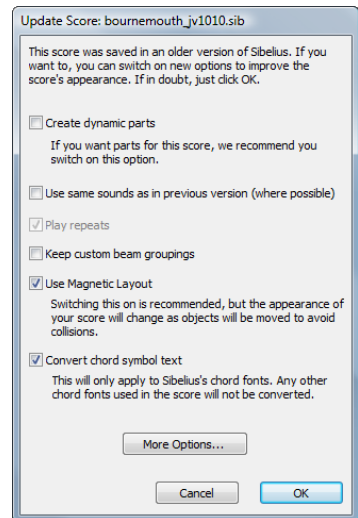 Update Score: bournemouth_jv1010.sib
This score was saved in an older version of Sibelius. If you
want to, you can switch on new options to improve the
score's appearance. If in doubt, just click OK.
Create dynamic parts
If you want parts for this score, we recommend you
switch on this option.
Use same sounds as in previous version (where possible)
Play repeats
Keep custom beam groupings
Use Magnetic Layout
Switching this on is recommended, but the appearance of
your score will change as objects will be moved to avoid
collisions.
Convert chord symbol text
This will only apply to Sibelius's chord fonts. Any other
chord fonts used in the score will not be converted.
More Options...
Cancel OK